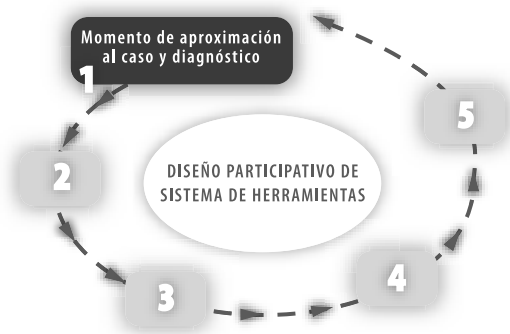 Momento de aproximación
al caso y diagnóstico
1
2
DISEÑO PARTICIPATIVO DE
SISTEMA DE HERRAMIENTAS
3
4
5